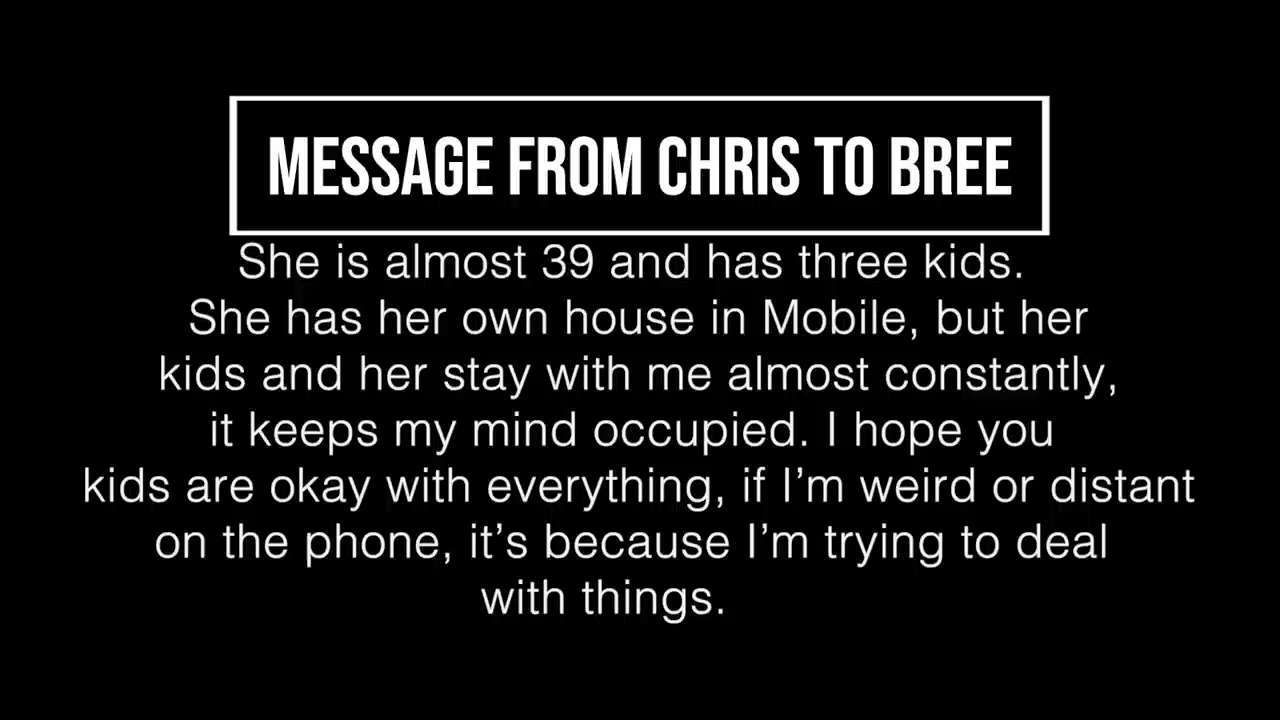 MESSAGE FROM CHRIS TO BREE
She is almost 39 and has three kids.
She has her own house in Mobile, but her
kids and her stay with me almost constantly,
it keeps my mind occupied. I hope you
kids are okay with everything, if I’m weird or distant
on the phone, it’s because I’m trying to deal
with things.